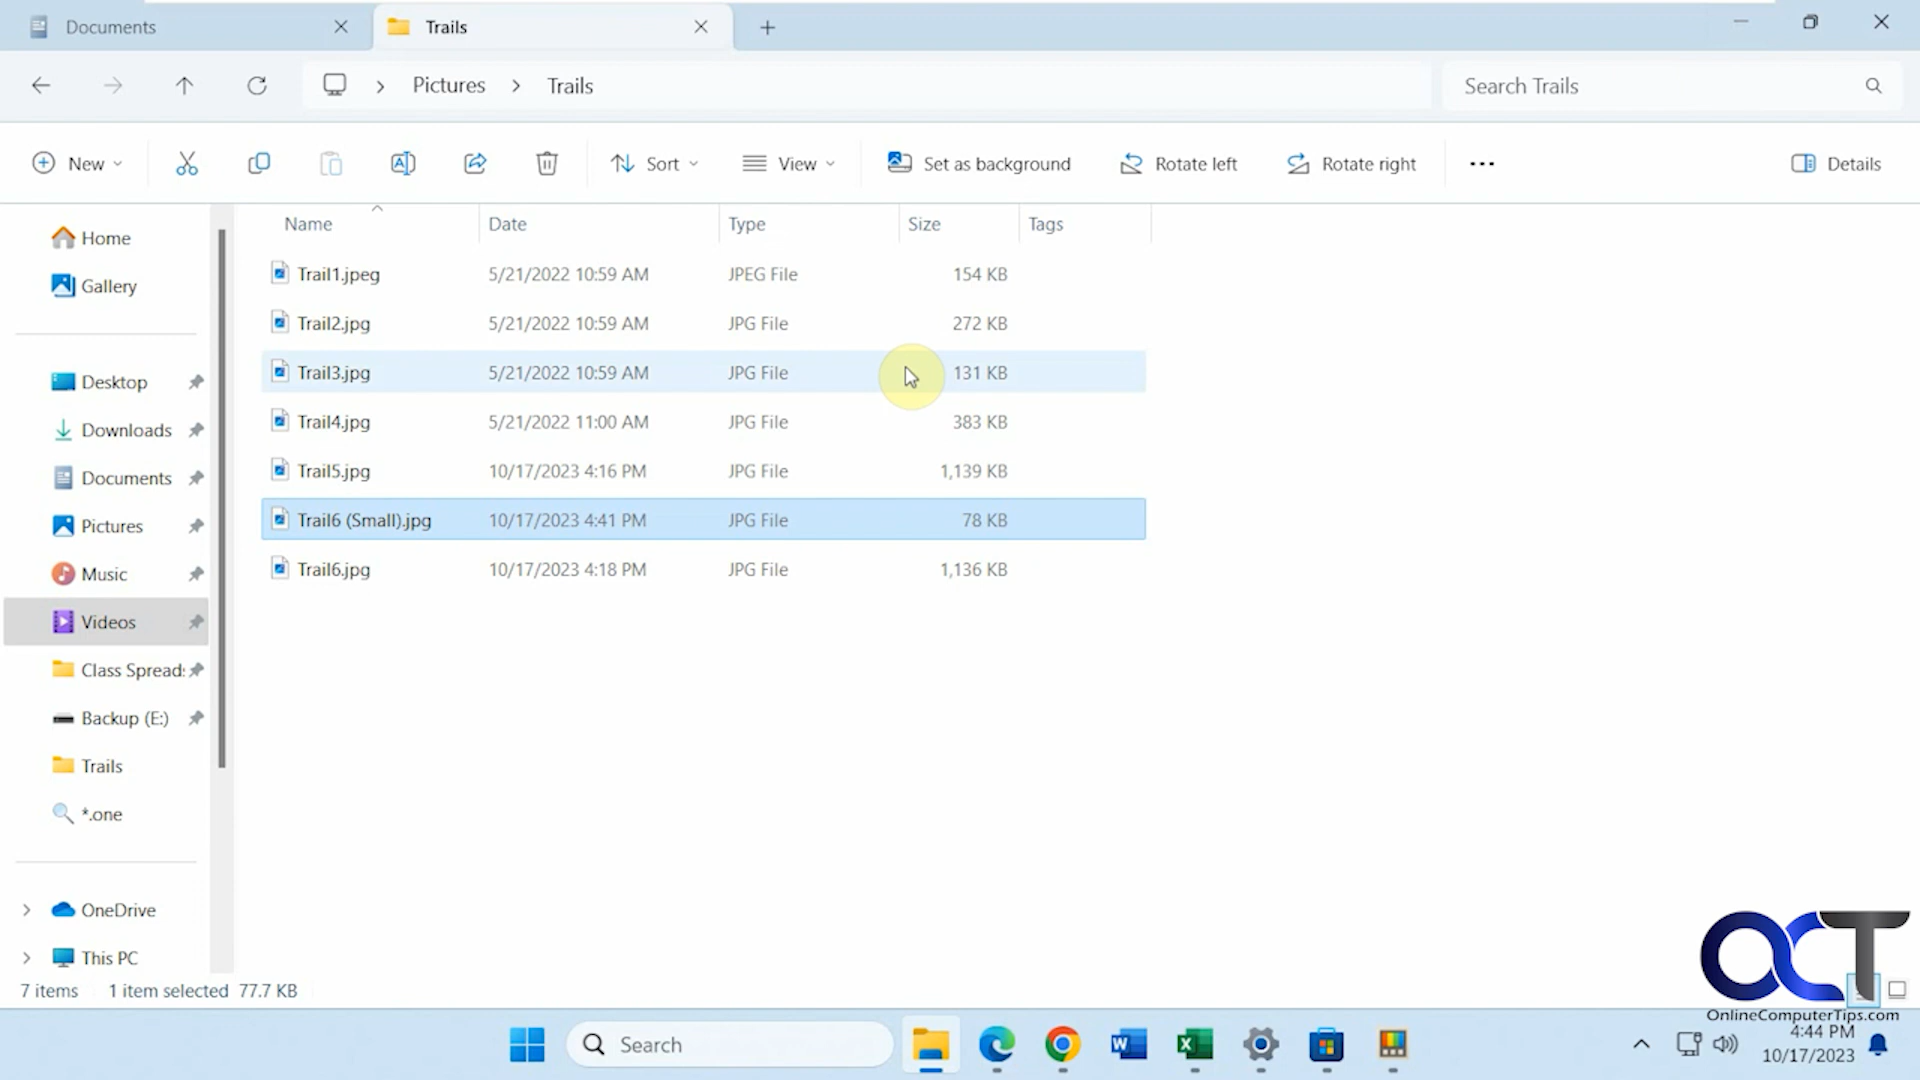 Documents
Trails
Pictures > Trails
Search Trails
New
Sort
View
Set as background
Rotate left
Rotate right
Details
Name Date Type Size Tags
Trail1.jpeg 5/21/2022 10:59 AM JPEG File 154 KB
Trail2.jpg 5/21/2022 10:59 AM JPG File 272 KB
Trail3.jpg 5/21/2022 10:59 AM JPG File 131 KB
Trail4.jpg 5/21/2022 11:00 AM JPG File 383 KB
Trail5.jpg 10/17/2023 4:16 PM JPG File 1,139 KB
Trail6 (Small).jpg 10/17/2023 4:41 PM JPG File 78 KB
Trail6.jpg 10/17/2023 4:18 PM JPG File 1,136 KB
Home
Gallery
Desktop
Downloads
Documents
Pictures
Music
Videos
Class Spread
Backup (E:)
Trails
*.one
OneDrive
This PC
7 items 1 item selected 77.7 KB
OCT
OnlineComputerTips.com
Search
4:44 PM
10/17/2023